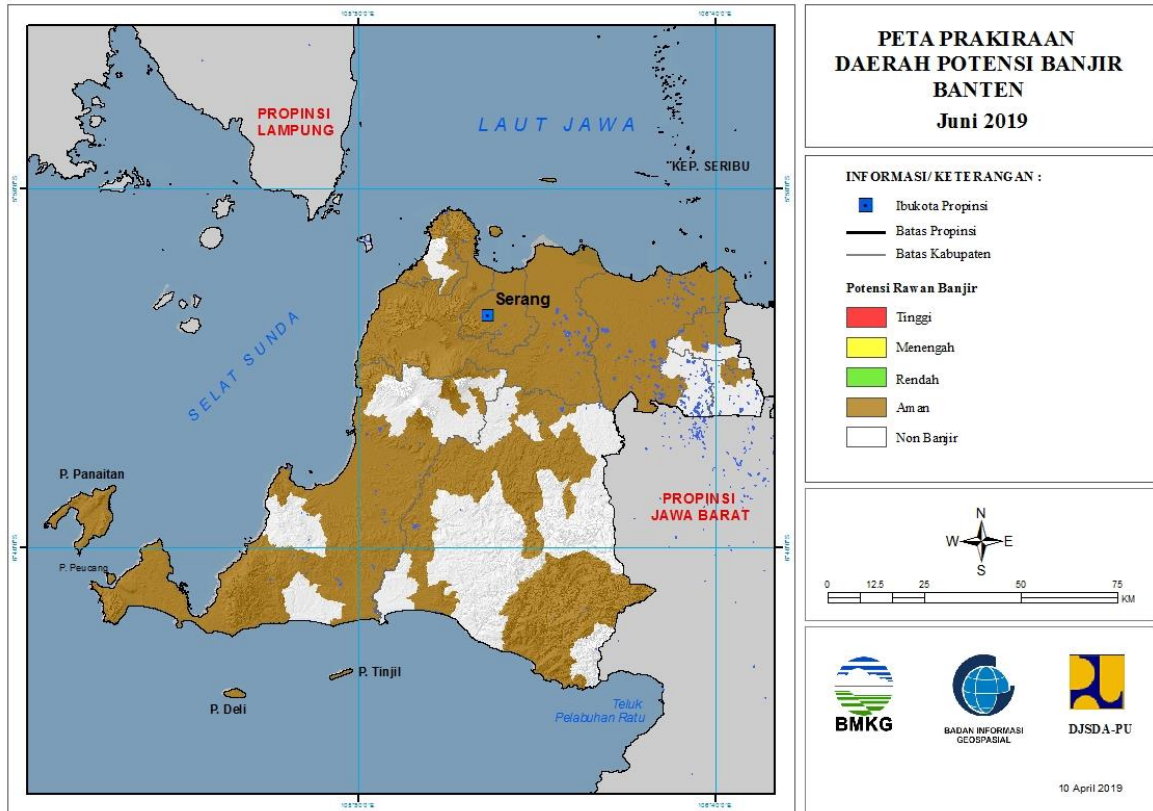 PROPINSI
LAMPUNG
LAUT JAWA
KEP. SERIBU
Serang
SELAT SUNDA
P. Panaitan
P. Peucang
PROPINSI
JAWA BARAT
P. Tinjil
P. Deli
Teluk
Pelabuhan Ratu
PETA PRAKIRAAN
DAERAH POTENSI BANJIR
BANTEN
Juni 2019
INFORMASI/KETERANGAN :
Ibukota Propinsi
Batas Propinsi
Batas Kabupaten
Potensi Rawan Banjir
Tinggi
Menengah
Rendah
Aman
Non Banjir
N
W E
S
0 12.5 25 50 75
KM
BMKG
BADAN INFORMASI
GEOSPASIAL
DJSDA-PU
10 April 2019